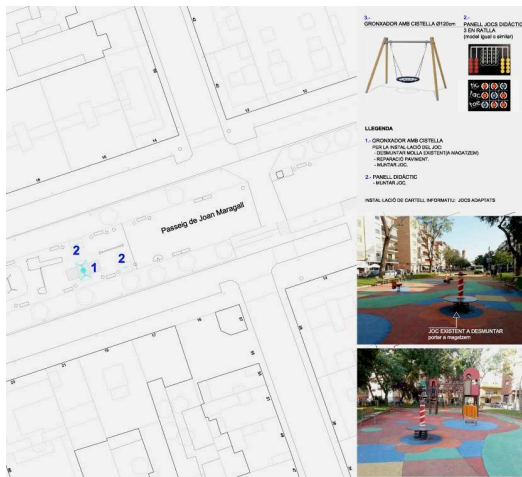 3.-
GRONXADOR AMB CISTELLA Ø120cm
2.-
PANELL JOCS DIDÀCTIC
3 EN RATLLA
(model igual o similar)
tic
tac
toe
LLEGENDA
1.- GRONXADOR AMB CISTELLA
PER LA INSTAL·LACIÓ DEL JOC:
- DESMUNTAR MOLLA EXISTENT(A MAGATZEM)
- REPARACIÓ PAVIMENT.
- MUNTAR JOC.
2.- PANELL DIDÀCTIC
- MUNTAR JOC.
INSTAL·LACIÓ DE CARTELL INFORMATIU: JOCS ADAPTATS
Passeig de Joan Maragall
2
1
2
JOC EXISTENT A DESMUNTAR
portar a magatzem